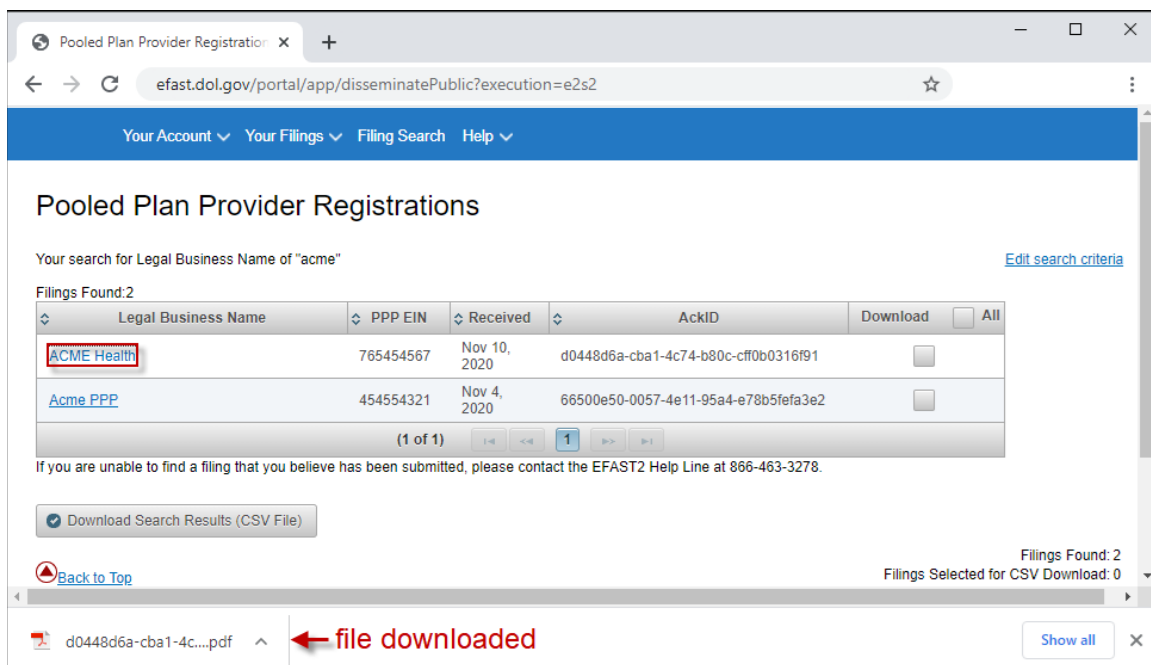 Pooled Plan Provider Registration
efast.dol.gov/portal/app/disseminatePublic?execution=e2s2
Your Account Your Filings Filing Search Help
Pooled Plan Provider Registrations
Your search for Legal Business Name of "acme" Edit search criteria
Filings Found:2
Legal Business Name PPP EIN Received AckID Download All
ACME Health 765454567 Nov 10, 2020 d0448d6a-cba1-4c74-b80c-cff0b0316f91
Acme PPP 454554321 Nov 4, 2020 66500e50-0057-4e11-95a4-e78b5fefa3e2
(1 of 1) 1
If you are unable to find a filing that you believe has been submitted, please contact the EFAST2 Help Line at 866-463-3278.
Download Search Results (CSV File)
Filings Found: 2
Back to Top Filings Selected for CSV Download: 0
d0448d6a-cba1-4c....pdf file downloaded Show all